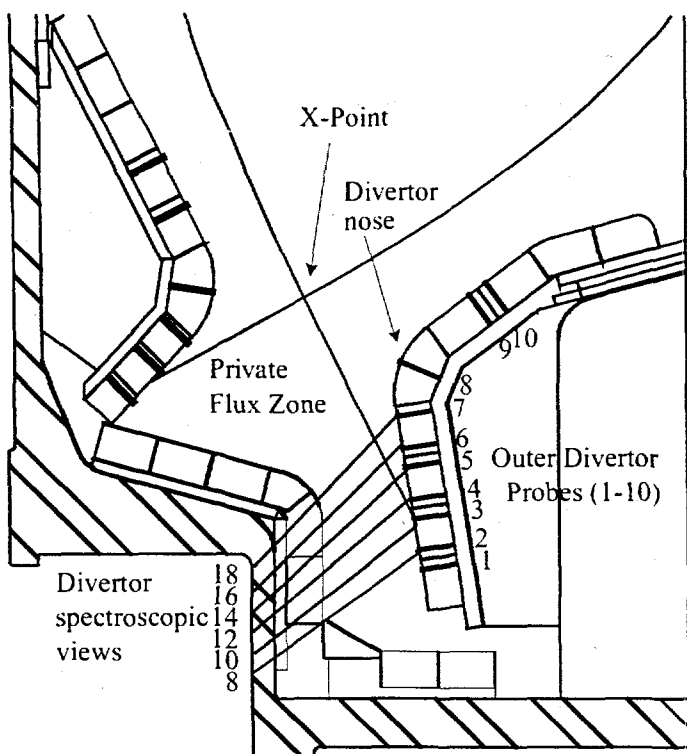 X-Point
Divertor
nose
Private
Flux Zone
Outer Divertor
Probes (1-10)
10
9
8
7
6
5
4
3
2
1
Divertor
spectroscopic
views
18
16
14
12
10
8